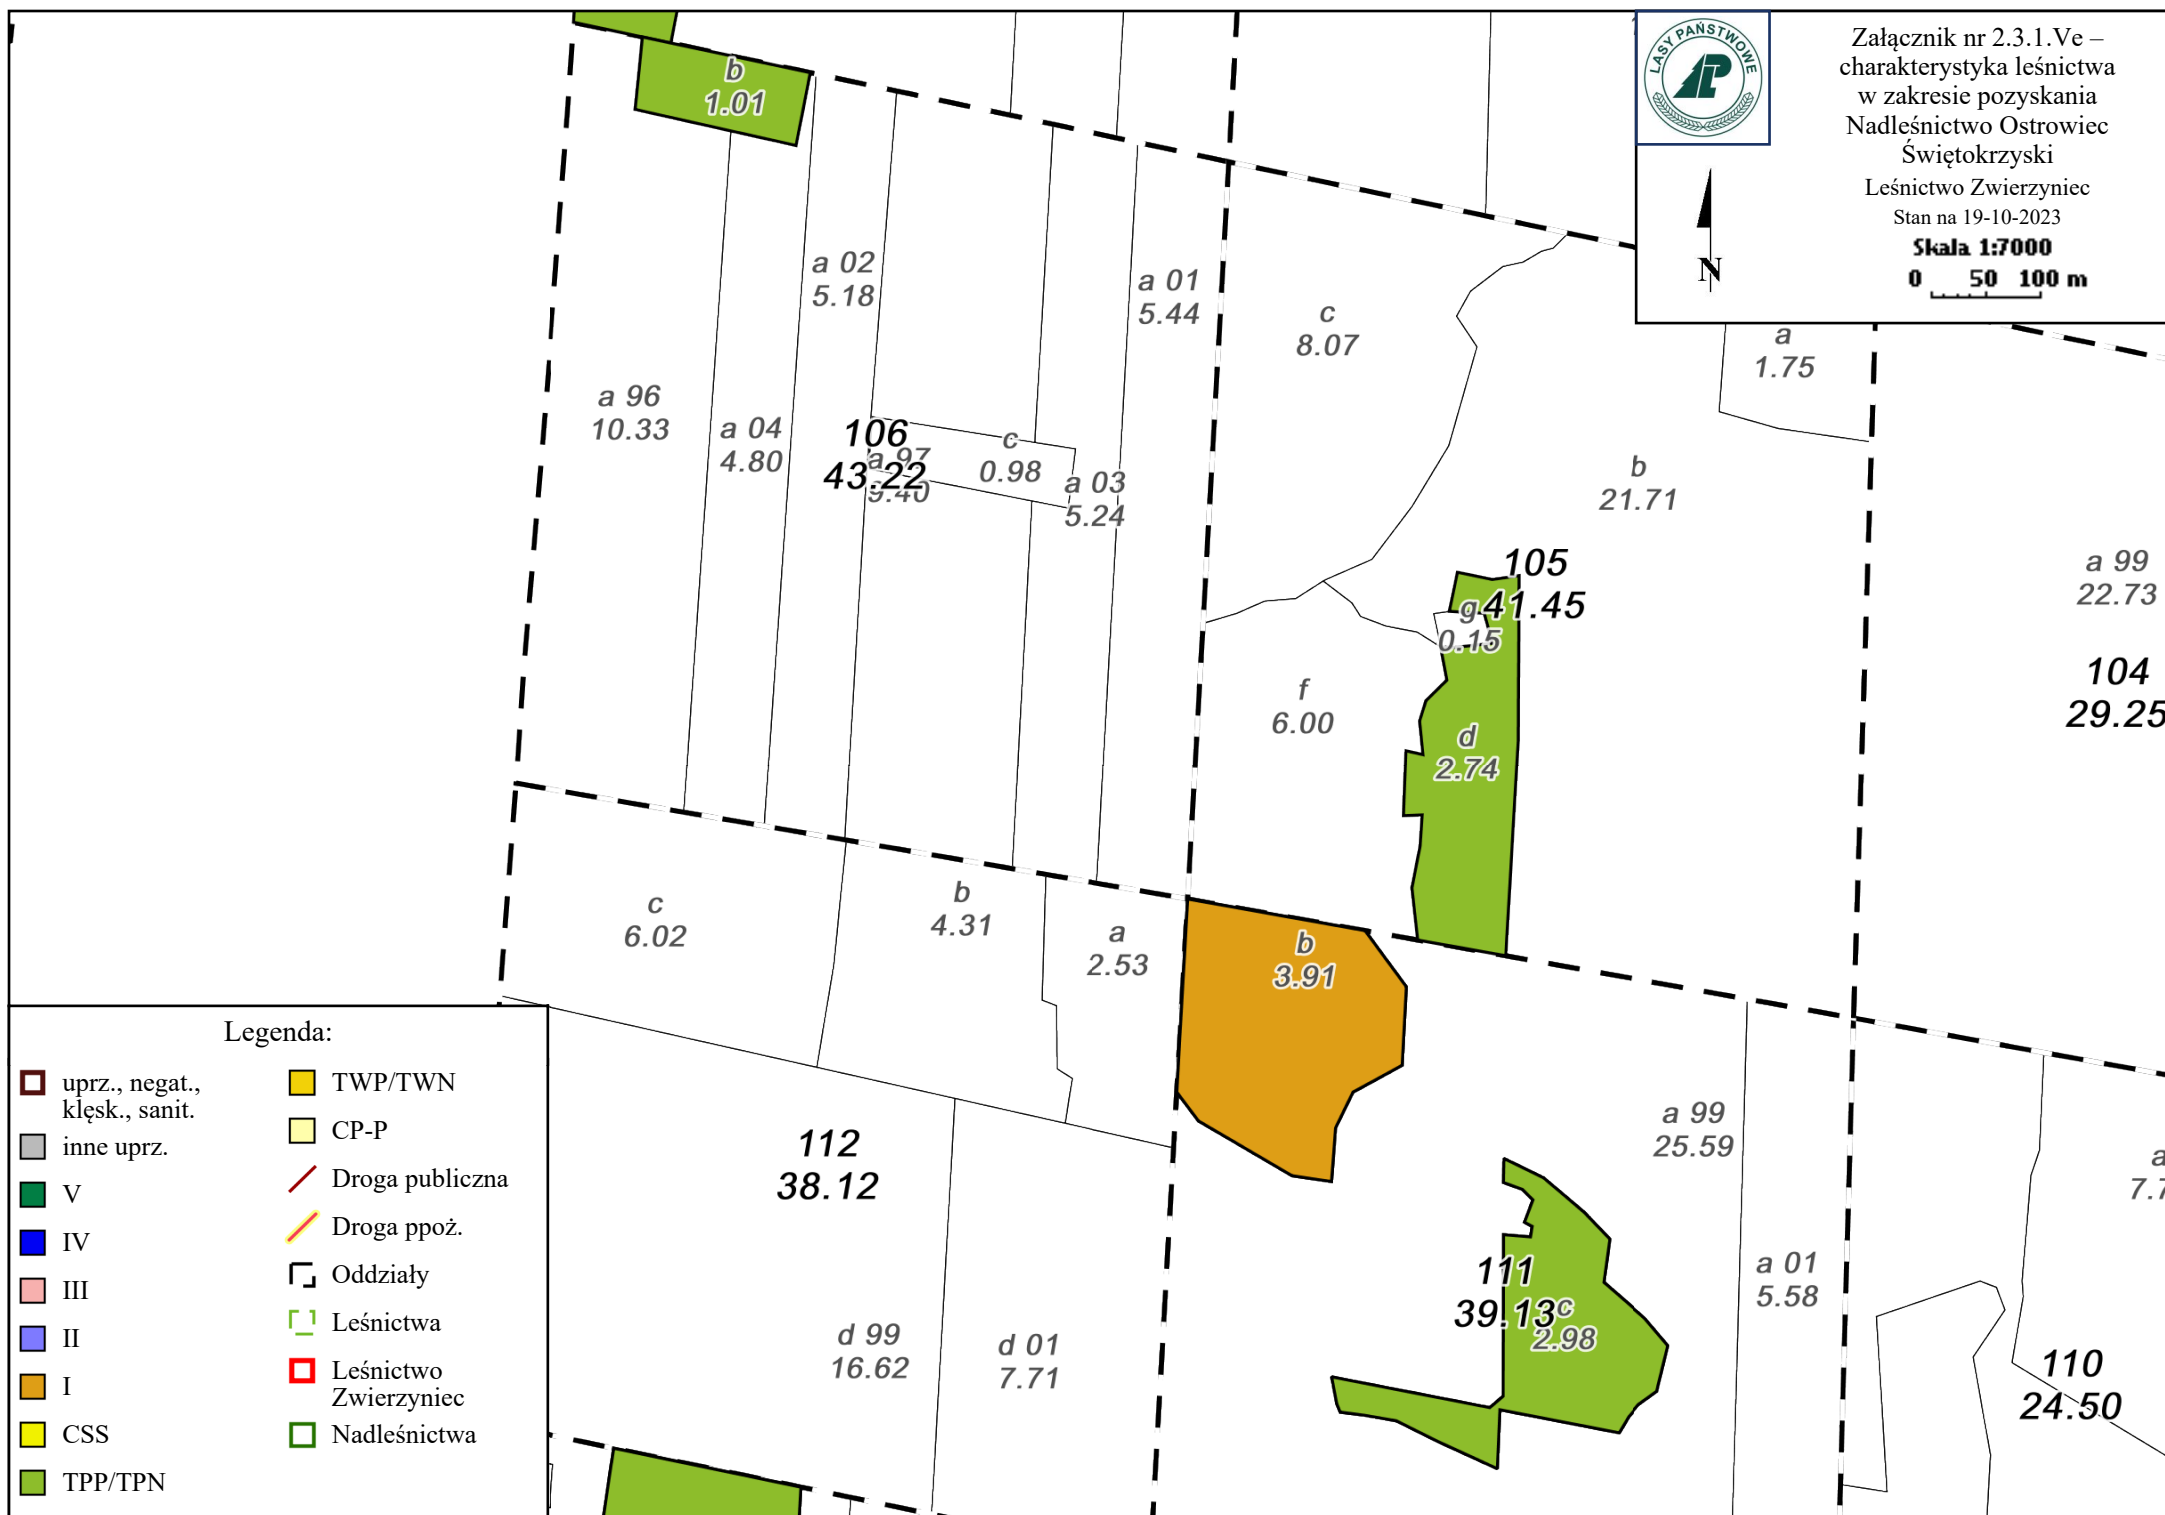 LASY PAŃSTWOWE
Załącznik nr 2.3.1.Ve –
charakterystyka leśnictwa
w zakresie pozyskania
Nadleśnictwo Ostrowiec
Świętokrzyski
Leśnictwo Zwierzyniec
Stan na 19-10-2023
Skala 1:7000
0 50 100 m
N
b
1.01
a 02
5.18
a 01
5.44
c
8.07
a
1.75
a 96
10.33
a 04
4.80
106
43.22
a 97
9.40
c
0.98
a 03
5.24
b
21.71
105
41.45
g
0.15
a 99
22.73
104
29.25
f
6.00
d
2.74
c
6.02
b
4.31
a
2.53
b
3.91
112
38.12
a 99
25.59
a
a 01
5.58
111
39.13
c
2.98
d 99
16.62
d 01
7.71
110
24.50
Legenda:
uprz., negat.,
klęsk., sanit.
inne uprz.
V
IV
III
II
I
CSS
TPP/TPN
TWP/TWN
CP-P
Droga publiczna
Droga ppoż.
Oddziały
Leśnictwa
Leśnictwo
Zwierzyniec
Nadleśnictwa